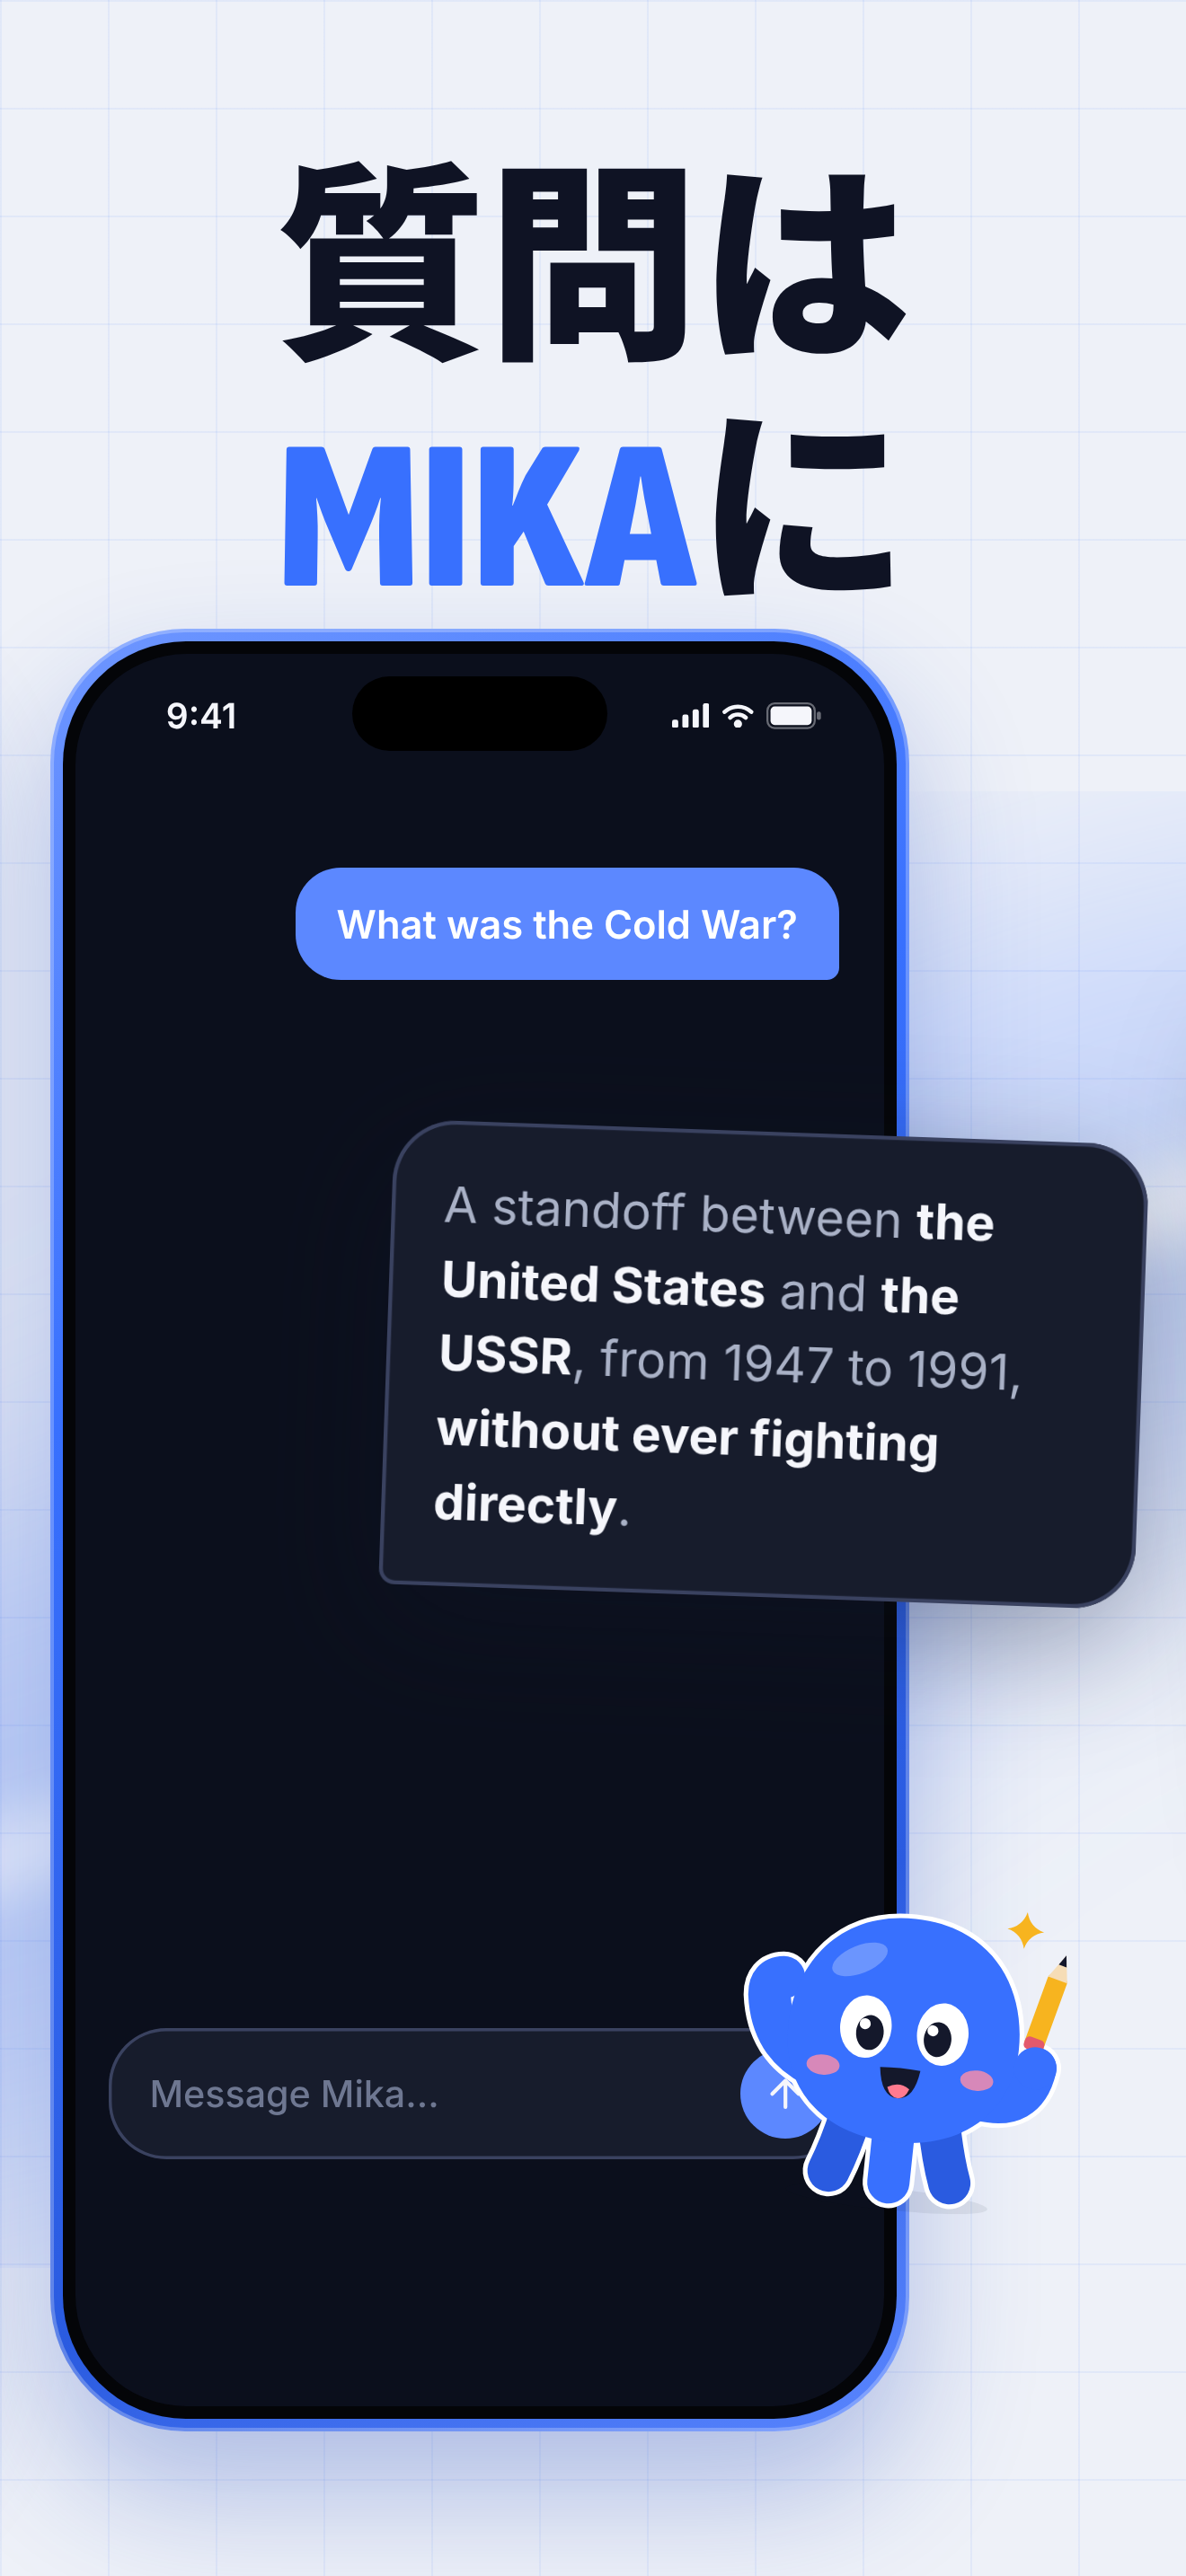 質問は
MIKAに
9:41
What was the Cold War?
A standoff between the
United States and the
USSR, from 1947 to 1991,
without ever fighting
directly.
Message Mika...